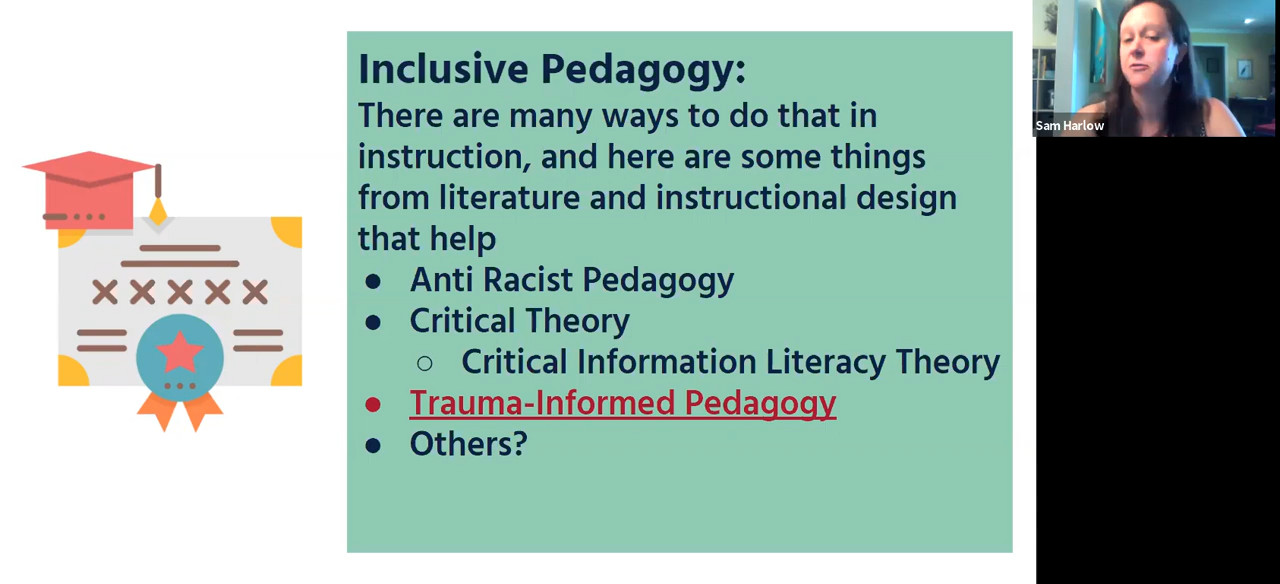 Inclusive Pedagogy:
There are many ways to do that in
instruction, and here are some things
from literature and instructional design
that help
● Anti Racist Pedagogy
● Critical Theory
○ Critical Information Literacy Theory
● Trauma-Informed Pedagogy
● Others?
Sam Harlow